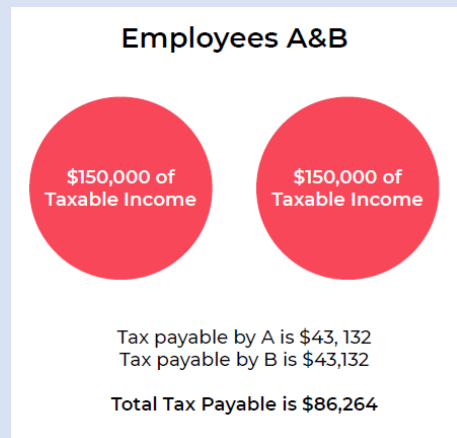 Employees A&B
$150,000 of
Taxable Income
$150,000 of
Taxable Income
Tax payable by A is $43, 132
Tax payable by B is $43,132
Total Tax Payable is $86,264